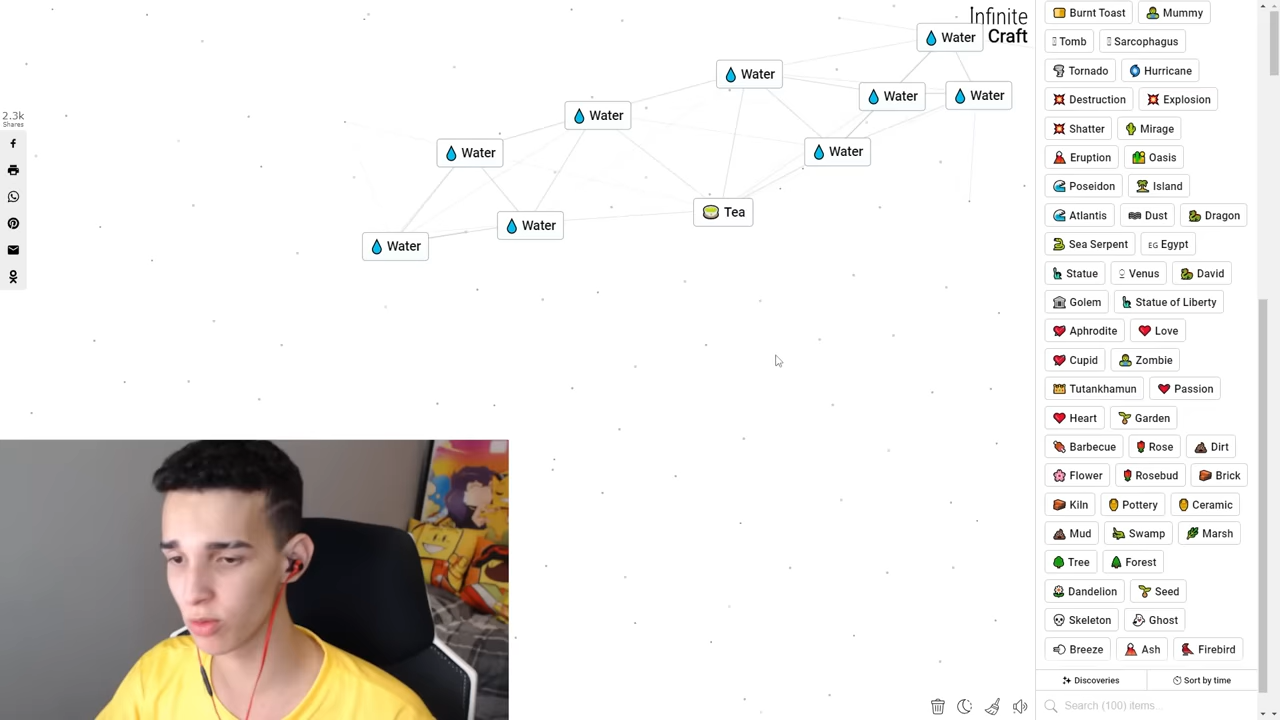 Infinite
Craft
Water
Water
Water
Water
Water
Water
Water
Tea
Water
Water
2.3k
Shares
Burnt Toast Mummy
Tomb Sarcophagus
Tornado Hurricane
Destruction Explosion
Shatter Mirage
Eruption Oasis
Poseidon Island
Atlantis Dust Dragon
Sea Serpent EG Egypt
Statue Venus David
Golem Statue of Liberty
Aphrodite Love
Cupid Zombie
Tutankhamun Passion
Heart Garden
Barbecue Rose Dirt
Flower Rosebud Brick
Kiln Pottery Ceramic
Mud Swamp Marsh
Tree Forest
Dandelion Seed
Skeleton Ghost
Breeze Ash Firebird
Discoveries Sort by time
Search (100) items...